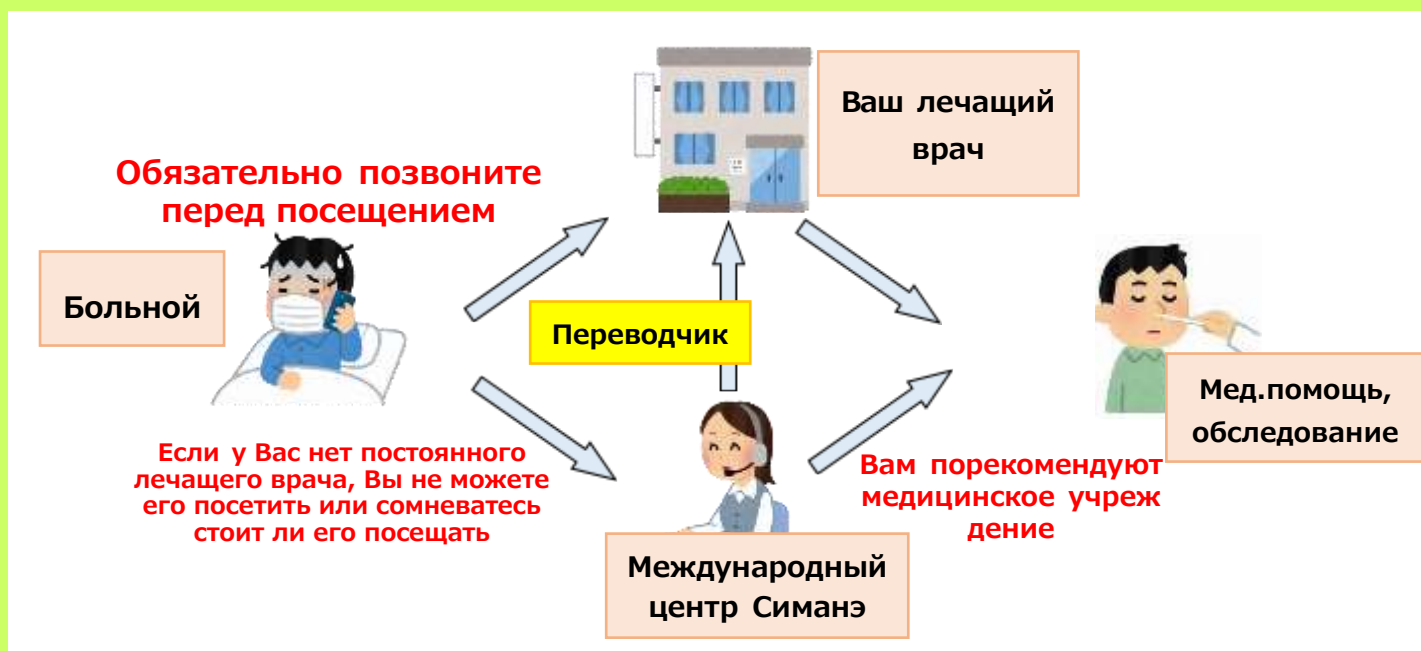 Ваш лечащий
врач
Обязательно позвоните
перед посещением
Больной
Переводчик
Мед.помощь,
обследование
Если у Вас нет постоянного
лечащего врача, Вы не можете
его посетить или сомневатесь
стоит ли его посещать
Вам порекомендуют
медицинское учреж
дение
Международный
центр Симанэ